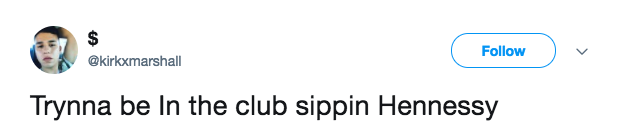 $
@kirkxmarshall
Follow
Trynna be In the club sippin Hennessy